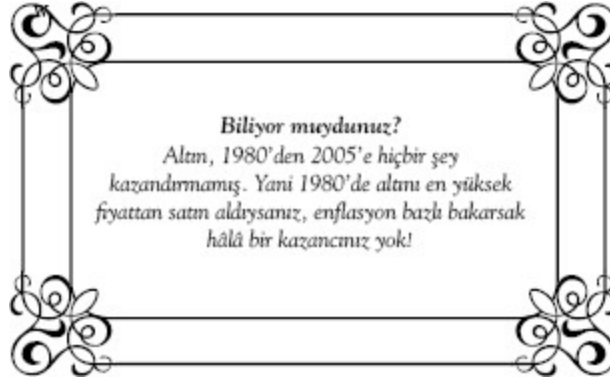 Biliyor muydunuz?
Altın, 1980'den 2005'e hiçbir şey
kazandırmamış. Yani 1980'de altını en yüksek
fiyattan satın aldıysanız, enflasyon bazlı bakarsak
hâlâ bir kazancınız yok!